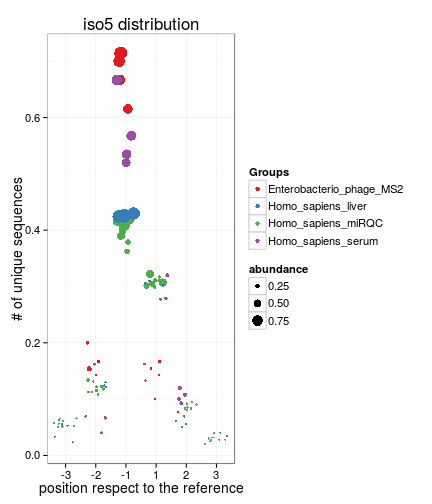 iso5 distribution
# of unique sequences
0.6
0.4
0.2
0.0
-3 -2 -1 1 2 3
position respect to the reference
Groups
Enterobacterio_phage_MS2
Homo_sapiens_liver
Homo_sapiens_miRQC
Homo_sapiens_serum
abundance
0.25
0.50
0.75